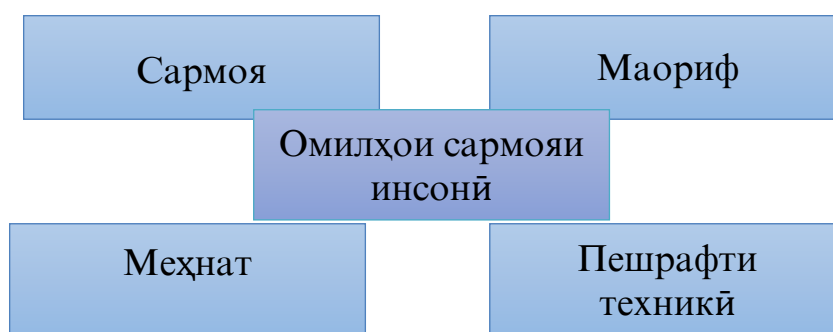 Сармоя
Маориф
Омилҳои сармояи
инсонӣ
Меҳнат
Пешрафти
техникӣ